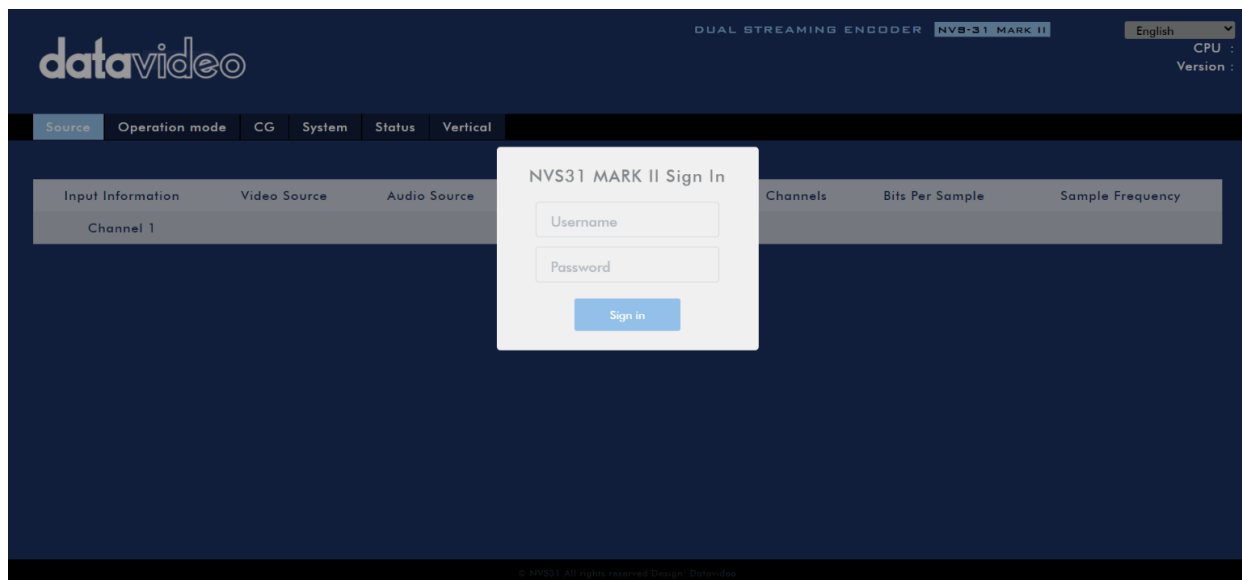 DUAL STREAMING ENCODER NVS-31 MARK II English
datavideo
CPU :
Version :
Source Operation mode CG System Status Vertical
NVS31 MARK II Sign In
Input Information Video Source Audio Source Channels Bits Per Sample Sample Frequency
Username
Channel 1
Password
Sign in
© NVS31 All rights reserved Design: Datavideo